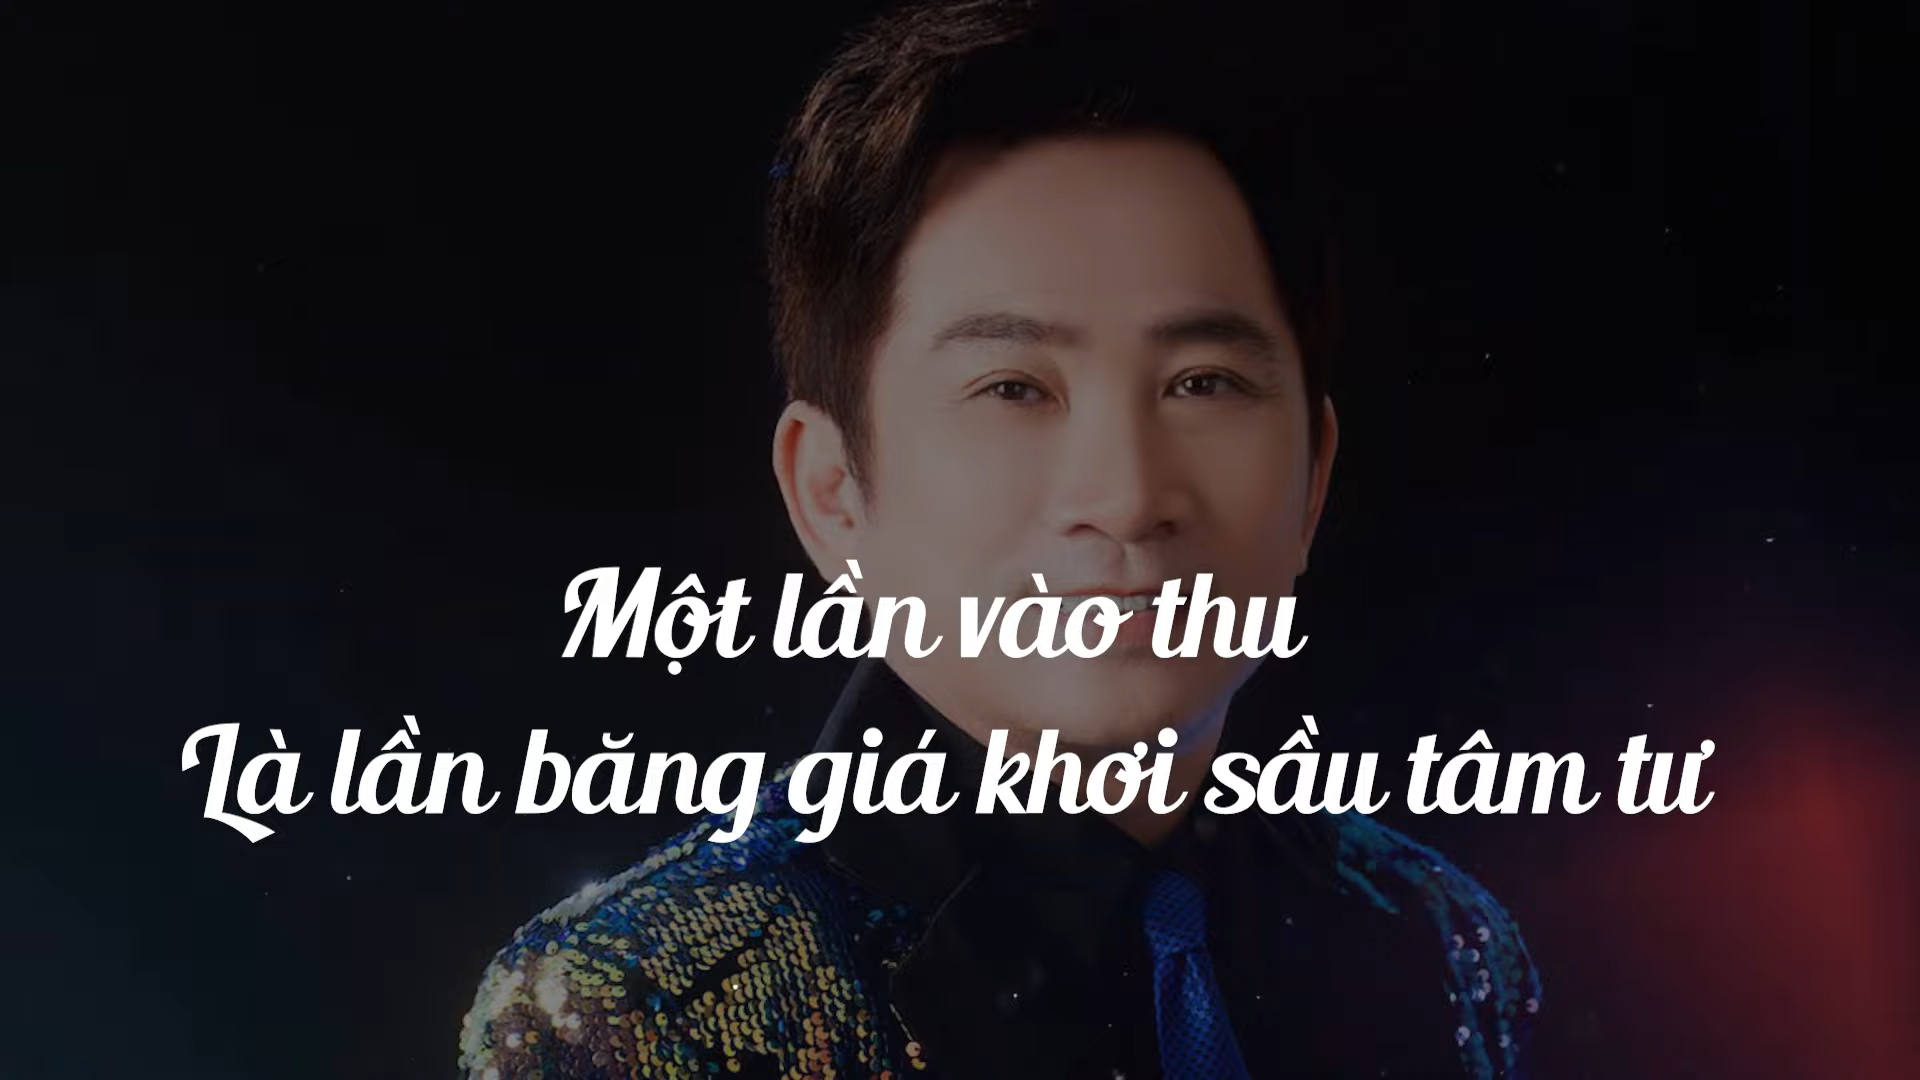 Một lần vào thu
Là lần băng giá khơi sầu tâm tư